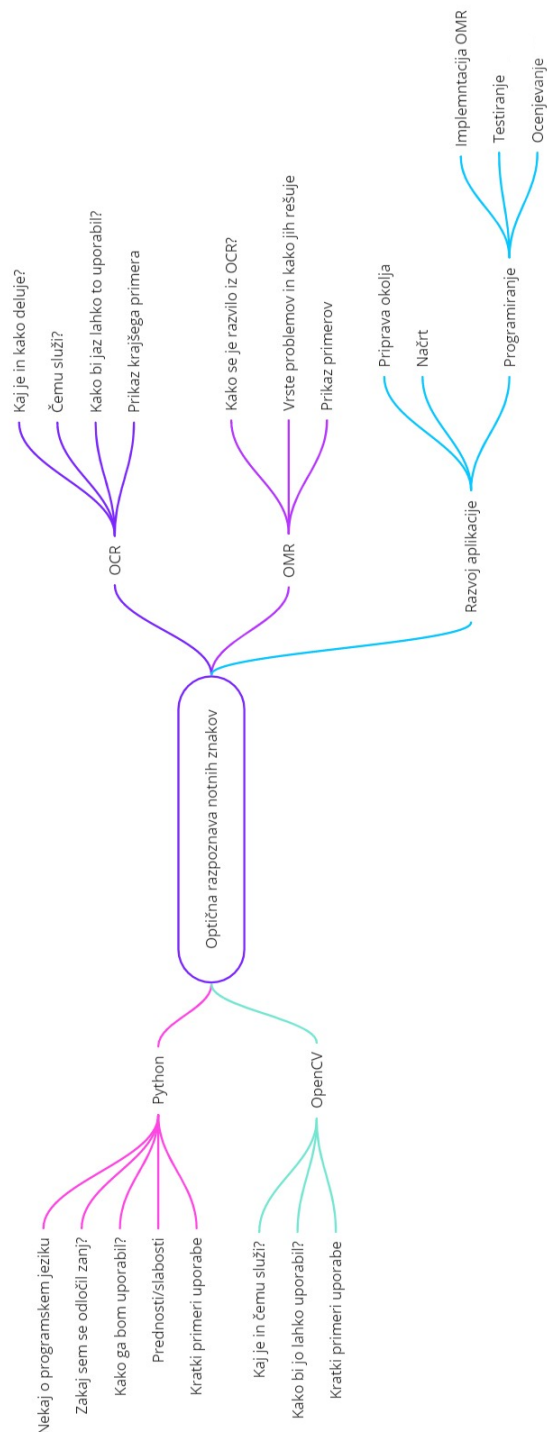 Optična razpoznava notnih znakov
Python
Nekaj o programskem jeziku
Zakaj sem se odločil zanj?
Kako ga bom uporabil?
Prednosti/slabosti
Kratki primeri uporabe
OpenCV
Kaj je in čemu služi?
Kako bi jo lahko uporabil?
Kratki primeri uporabe
OCR
Kaj je in kako deluje?
Čemu služi?
Kako bi jaz lahko to uporabil?
Prikaz krajšega primera
OMR
Kako se je razvilo iz OCR?
Vrste problemov in kako jih rešuje
Prikaz primerov
Razvoj aplikacije
Priprava okolja
Načrt
Programiranje
Implemntacija OMR
Testiranje
Ocenjevanje